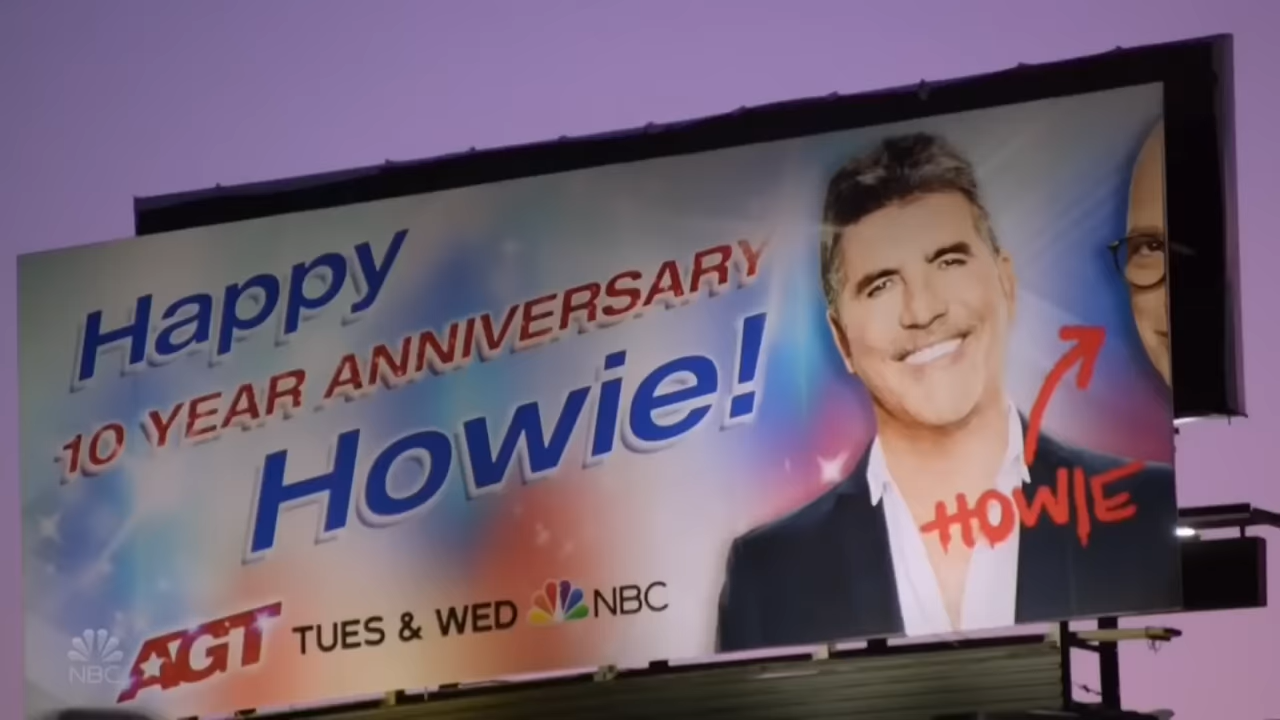 Happy
10 YEAR ANNIVERSARY
Howie!
HOWIE
AGT TUES & WED NBC
NBC